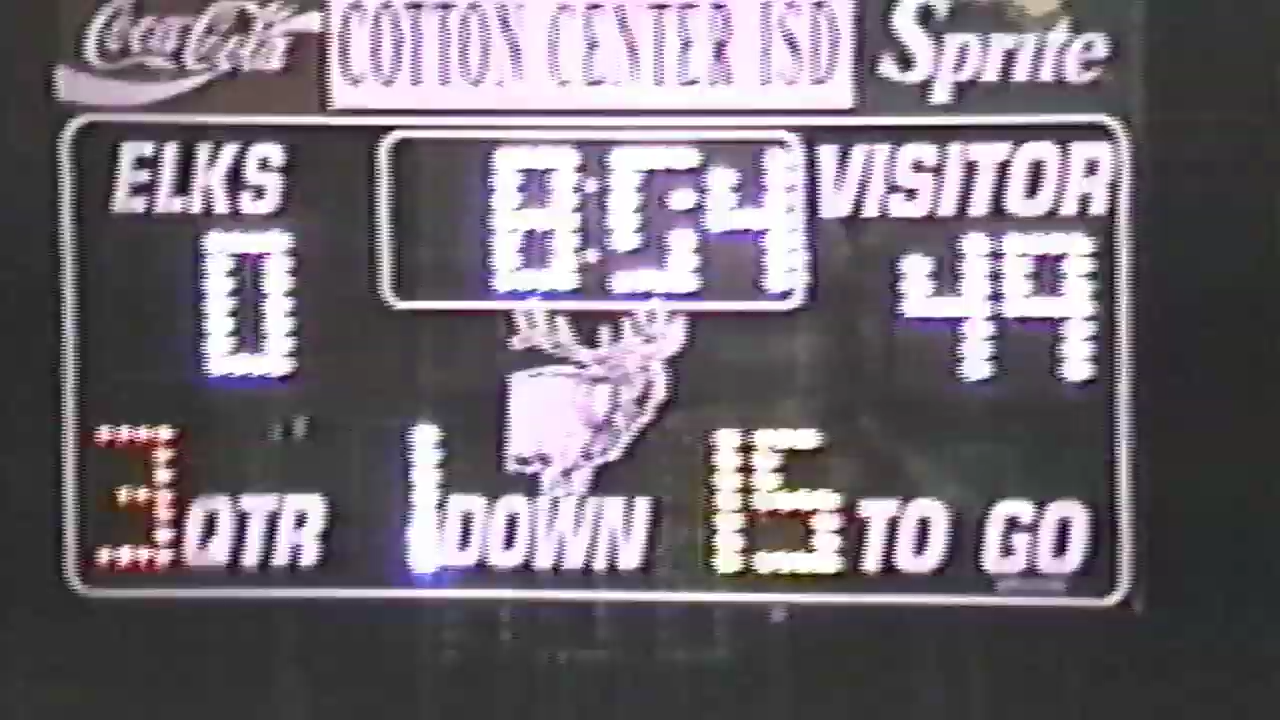 Coca-Cola COTTON CENTER ISD Sprite
ELKS 8:54 VISITOR
0 49
3 QTR 1 DOWN 15 TO GO